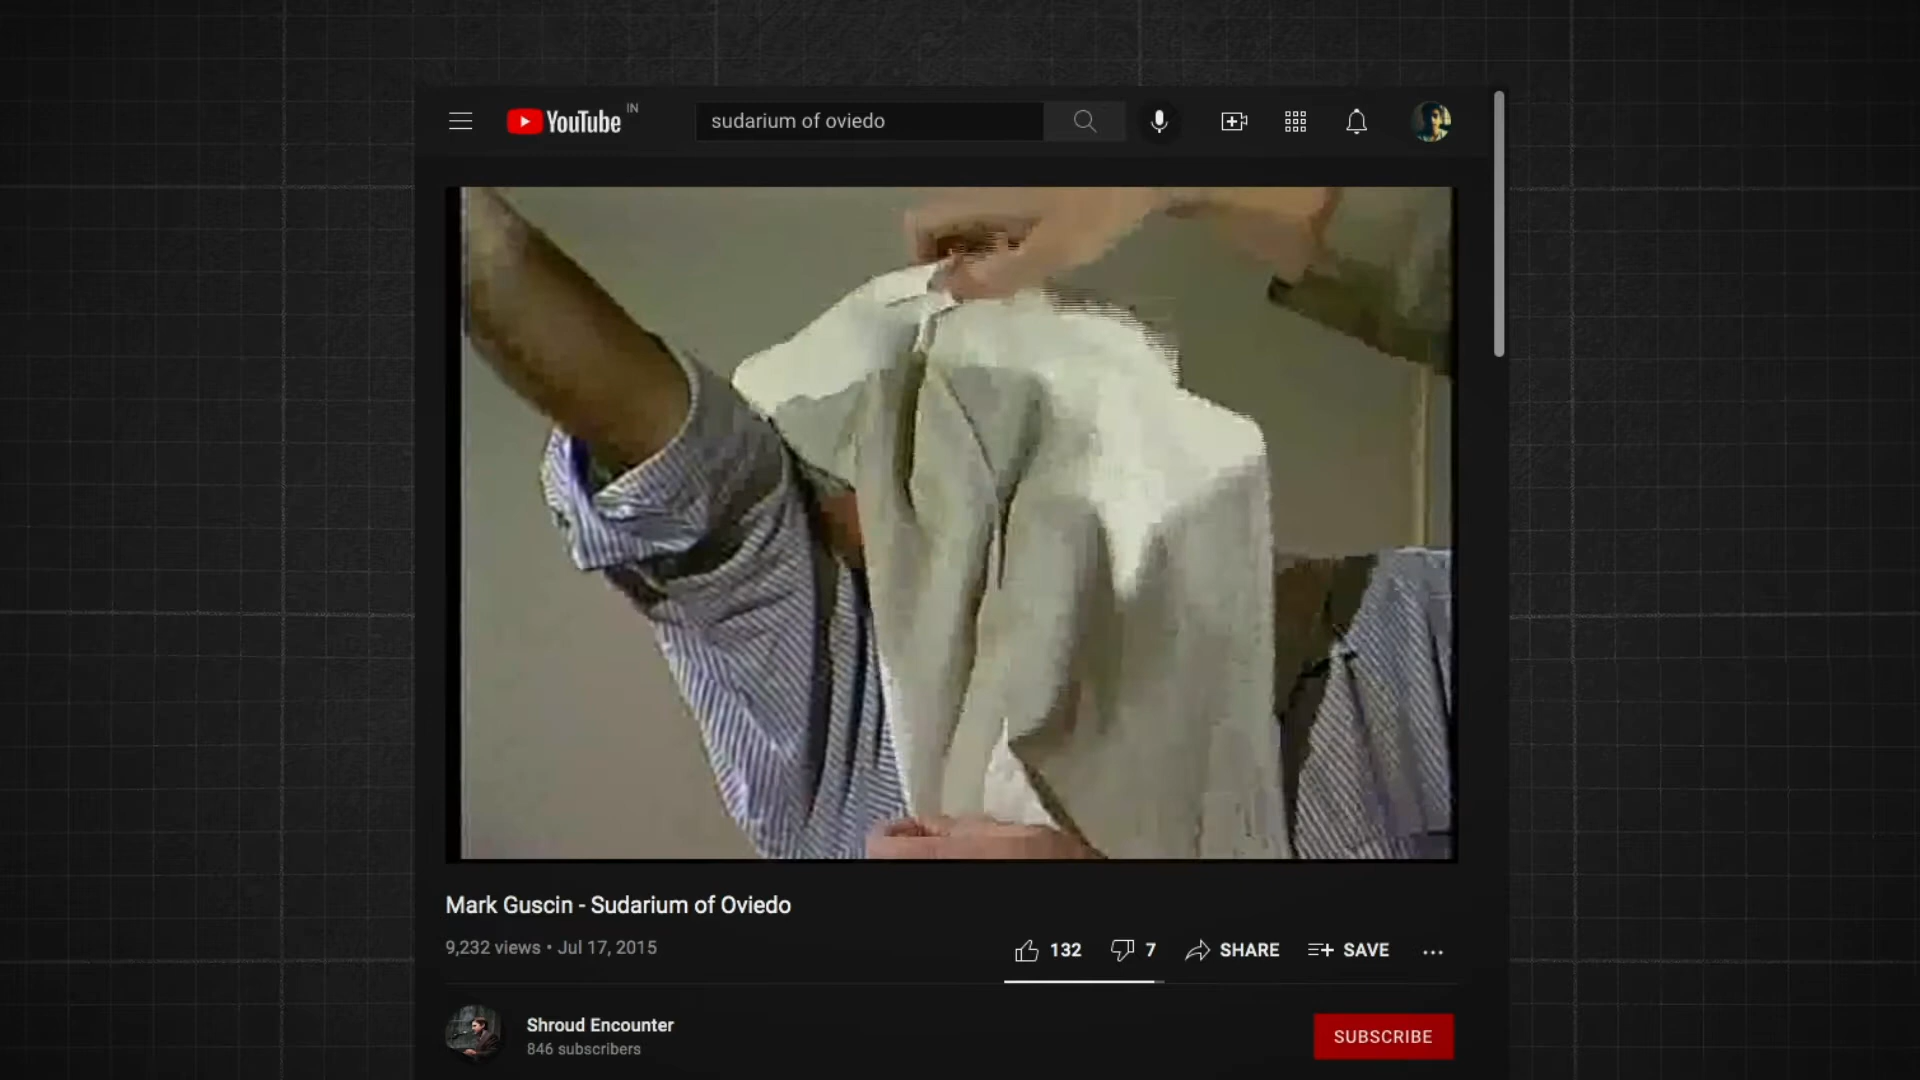 YouTube IN
sudarium of oviedo
Mark Guscin - Sudarium of Oviedo
9,232 views • Jul 17, 2015
132 7 SHARE SAVE
Shroud Encounter
846 subscribers
SUBSCRIBE